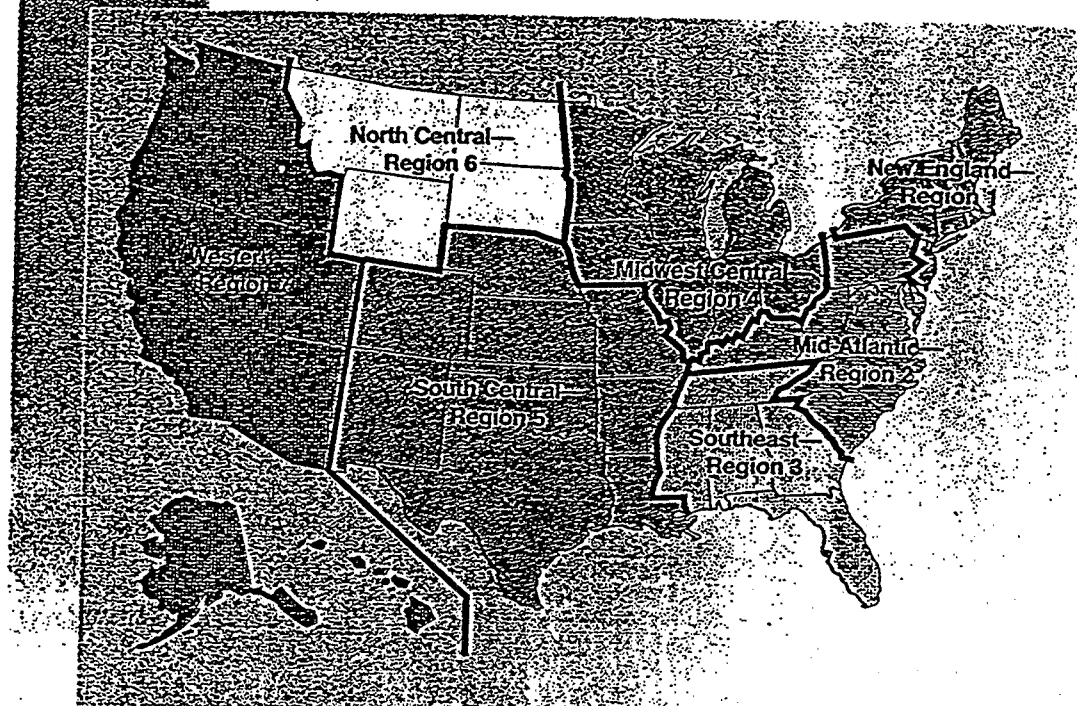 North Central
Region 6
New England
Region 1
Western
Region 7
Midwest Central
Region 4
Mid-Atlantic
Region 2
South Central
Region 5
Southeast
Region 3